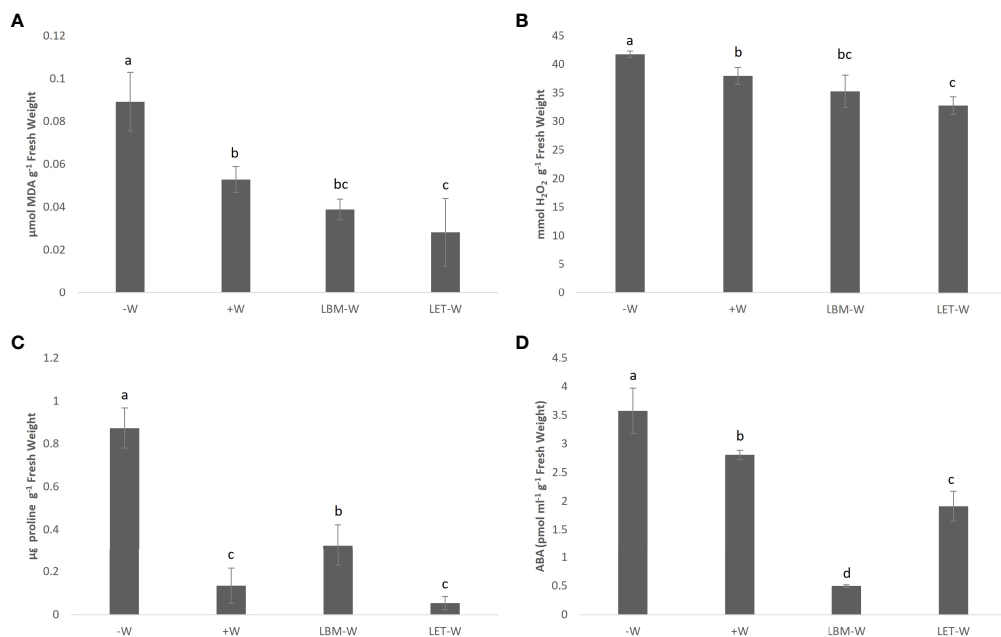 A
µmol MDA g-1 Fresh Weight
0.12
0.1
0.08
0.06
0.04
0.02
0
a
b
bc
c
-W +W LBM-W LET-W
B
mmol H2O2 g-1 Fresh Weight
45
40
35
30
25
20
15
10
5
0
a
b
bc
c
-W +W LBM-W LET-W
C
µg proline g-1 Fresh Weight
1.2
1
0.8
0.6
0.4
0.2
0
a
c
b
c
-W +W LBM-W LET-W
D
ABA (pmol ml-1 g-1 Fresh Weight)
4.5
4
3.5
3
2.5
2
1.5
1
0.5
0
a
b
d
c
-W +W LBM-W LET-W